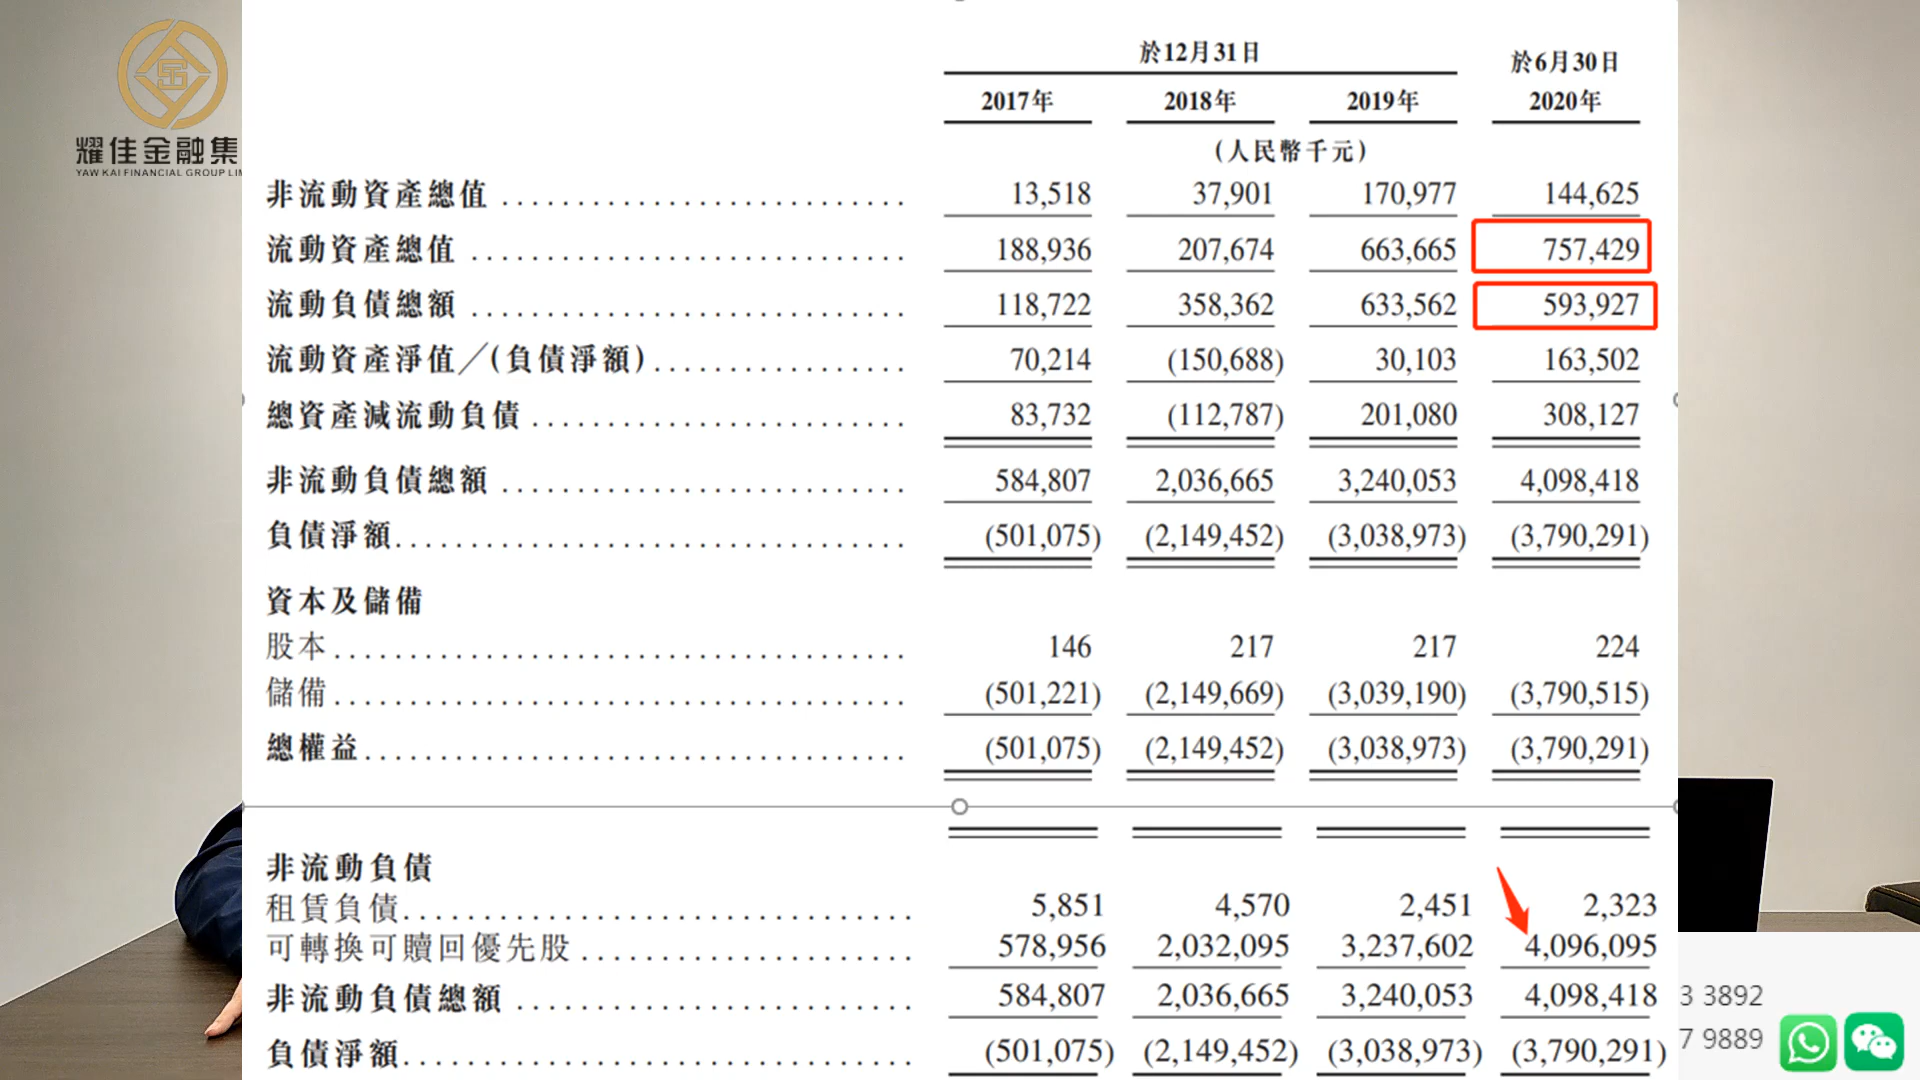 耀佳金融集
YAW KAI FINANCIAL GROUP LI
於12月31日 於6月30日
2017年 2018年 2019年 2020年
(人民幣千元)
非流動資產總值 13,518 37,901 170,977 144,625
流動資產總值 188,936 207,674 663,665 757,429
流動負債總額 118,722 358,362 633,562 593,927
流動資產淨值/(負債淨額) 70,214 (150,688) 30,103 163,502
總資產減流動負債 83,732 (112,787) 201,080 308,127
非流動負債總額 584,807 2,036,665 3,240,053 4,098,418
負債淨額 (501,075) (2,149,452) (3,038,973) (3,790,291)
資本及儲備
股本 146 217 217 224
儲備 (501,221) (2,149,669) (3,039,190) (3,790,515)
總權益 (501,075) (2,149,452) (3,038,973) (3,790,291)
非流動負債
租賃負債 5,851 4,570 2,451 2,323
可轉換可贖回優先股 578,956 2,032,095 3,237,602 4,096,095
非流動負債總額 584,807 2,036,665 3,240,053 4,098,418
負債淨額 (501,075) (2,149,452) (3,038,973) (3,790,291)
3 3892
7 9889